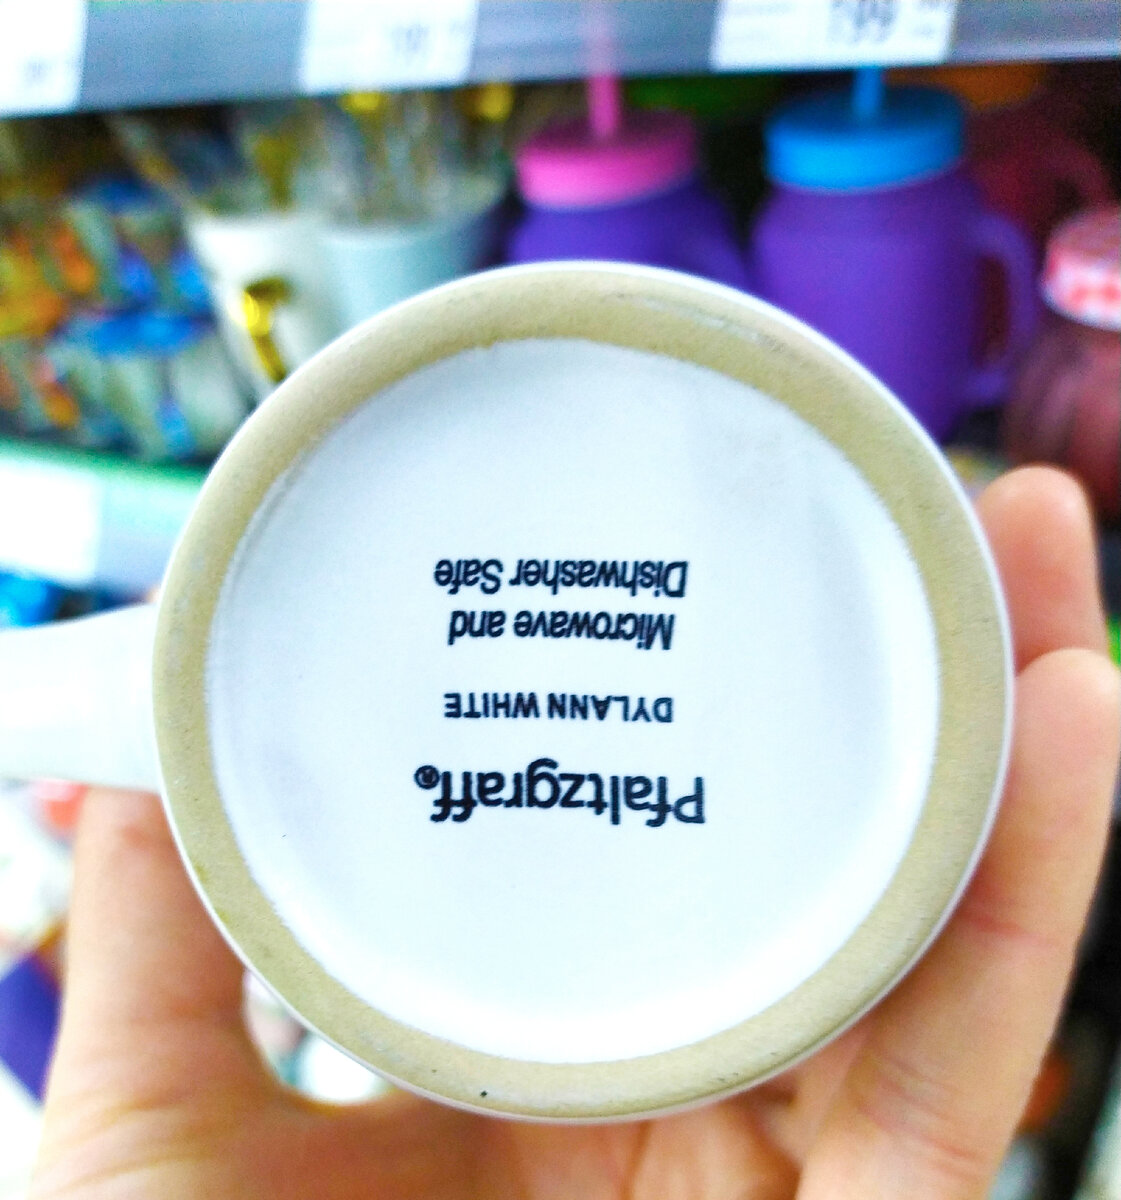 Pfaltzgraff®
DYLANN WHITE
Microwave and
Dishwasher Safe